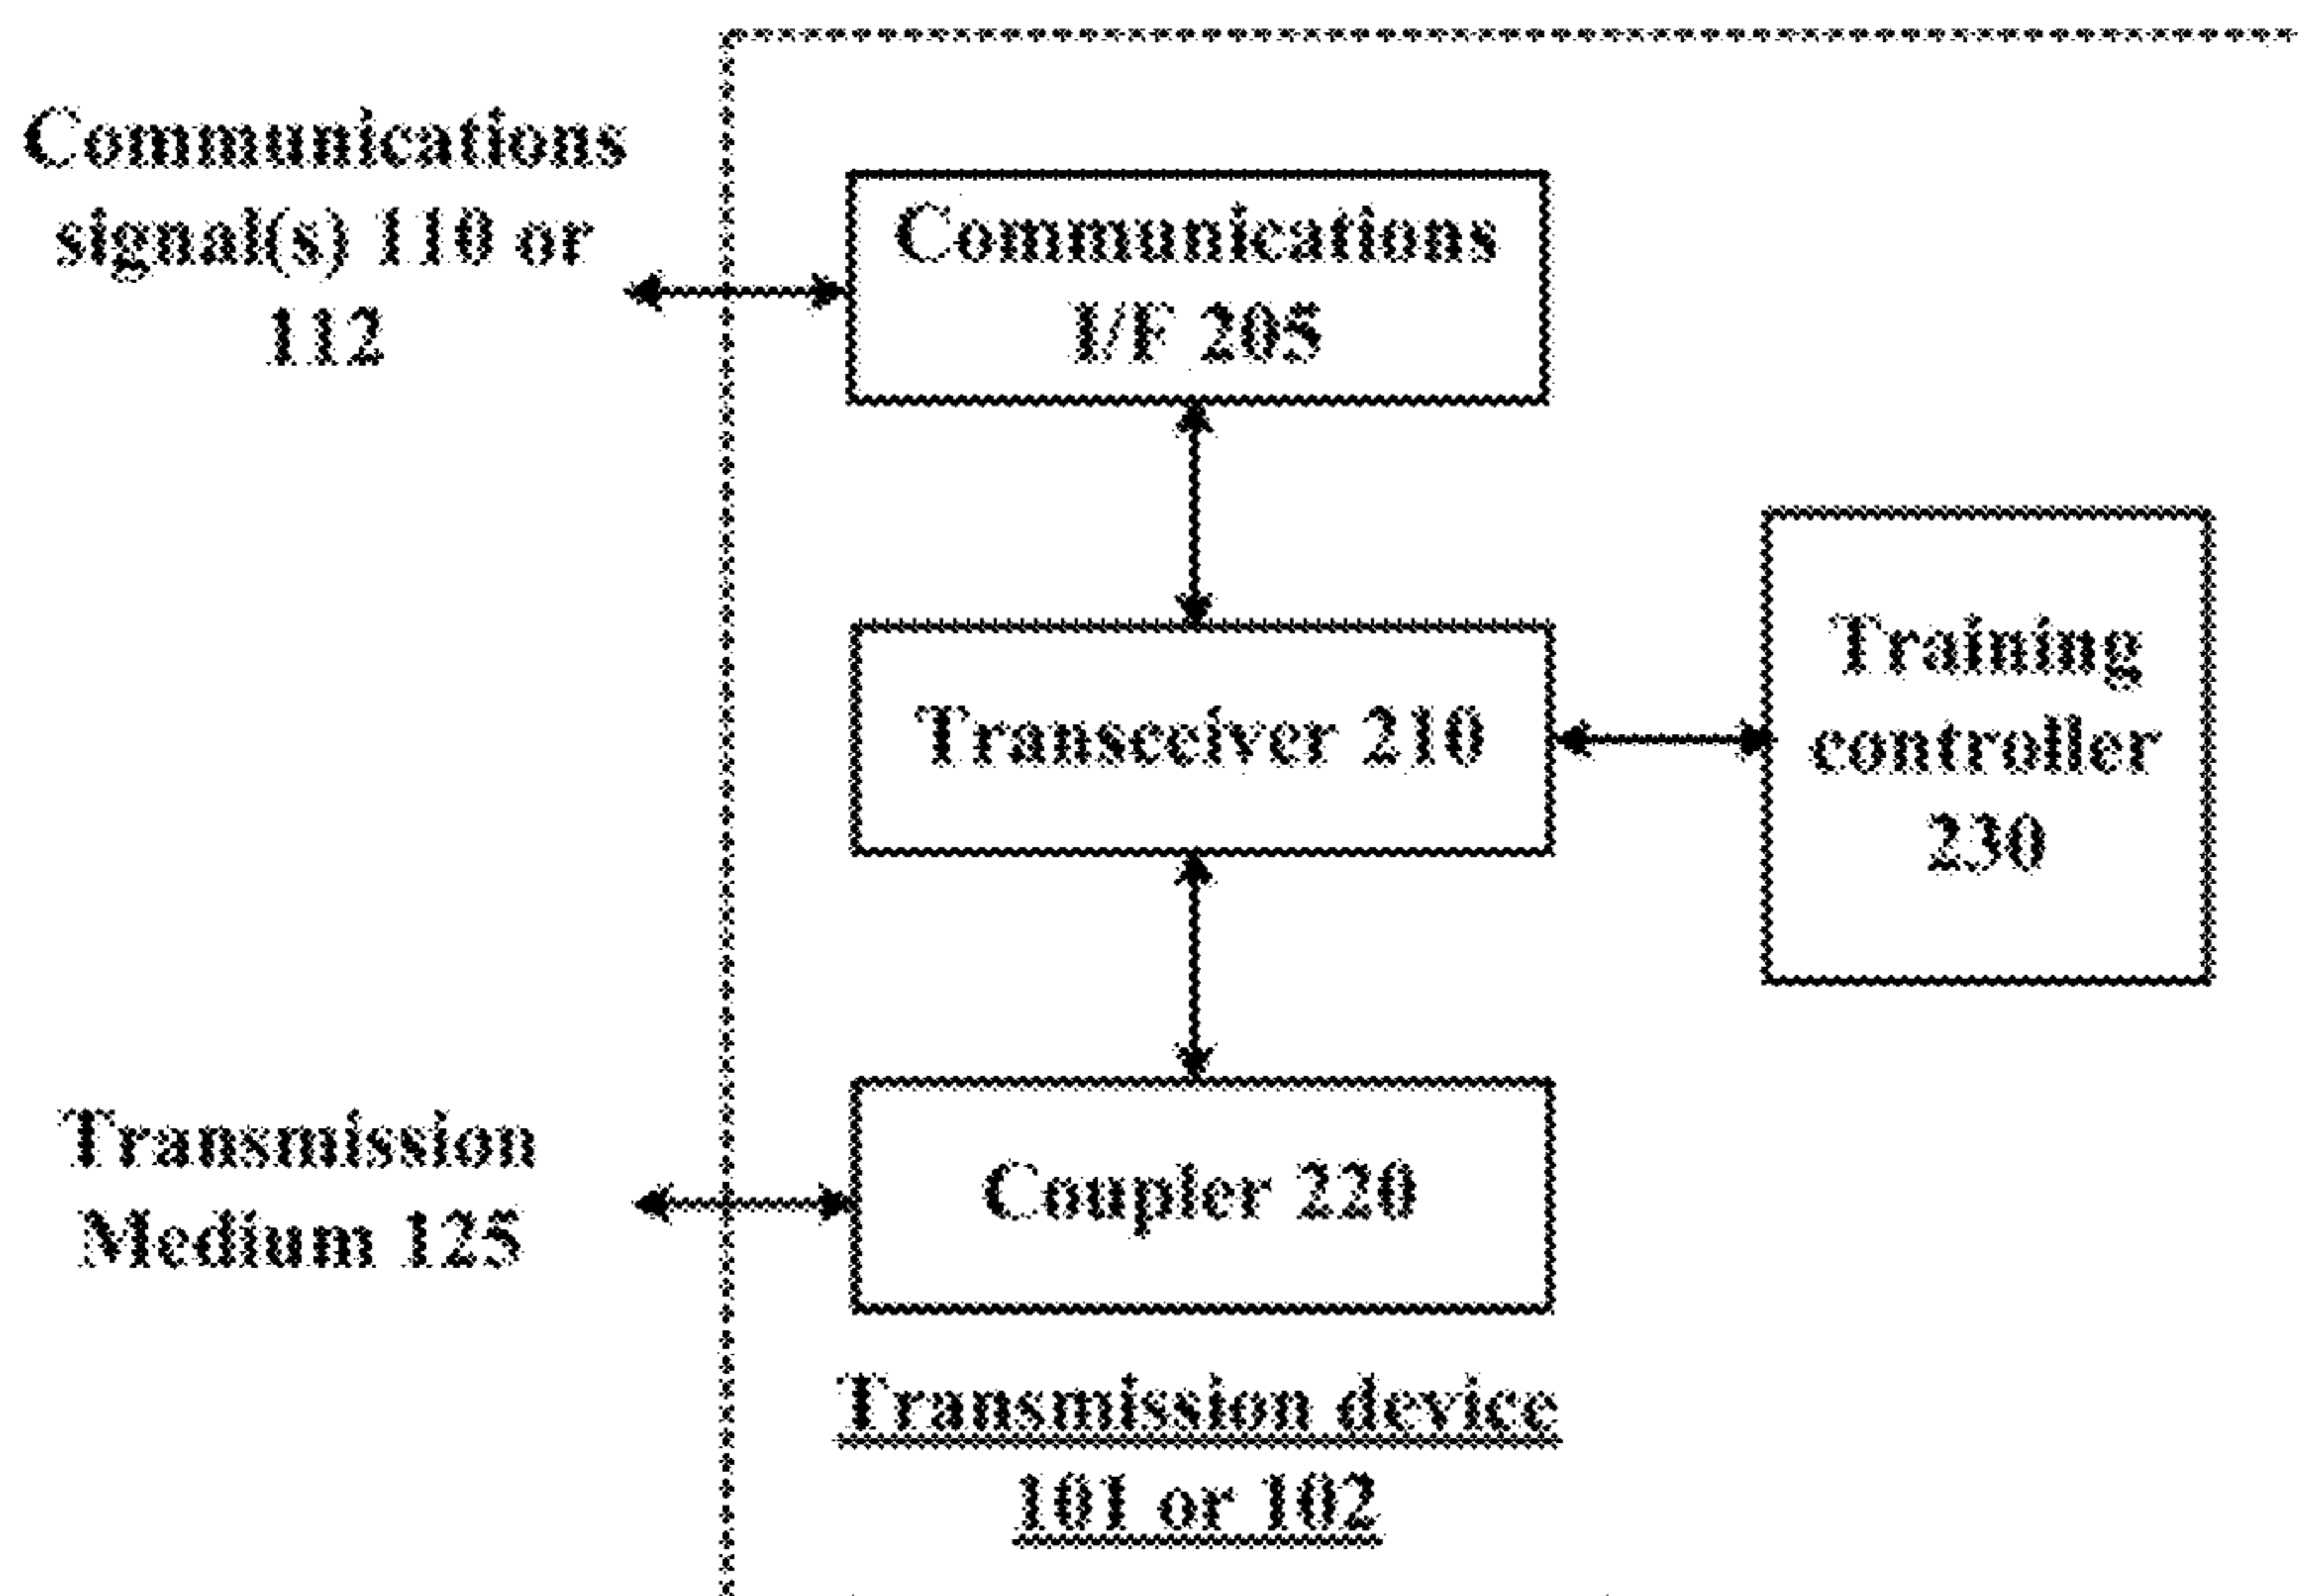 Communications
signal(s) 110 or
112
Communications
I/F 205
Transceiver 210
Training
controller
230
Transmission
Medium 125
Coupler 220
Transmission device
101 or 102